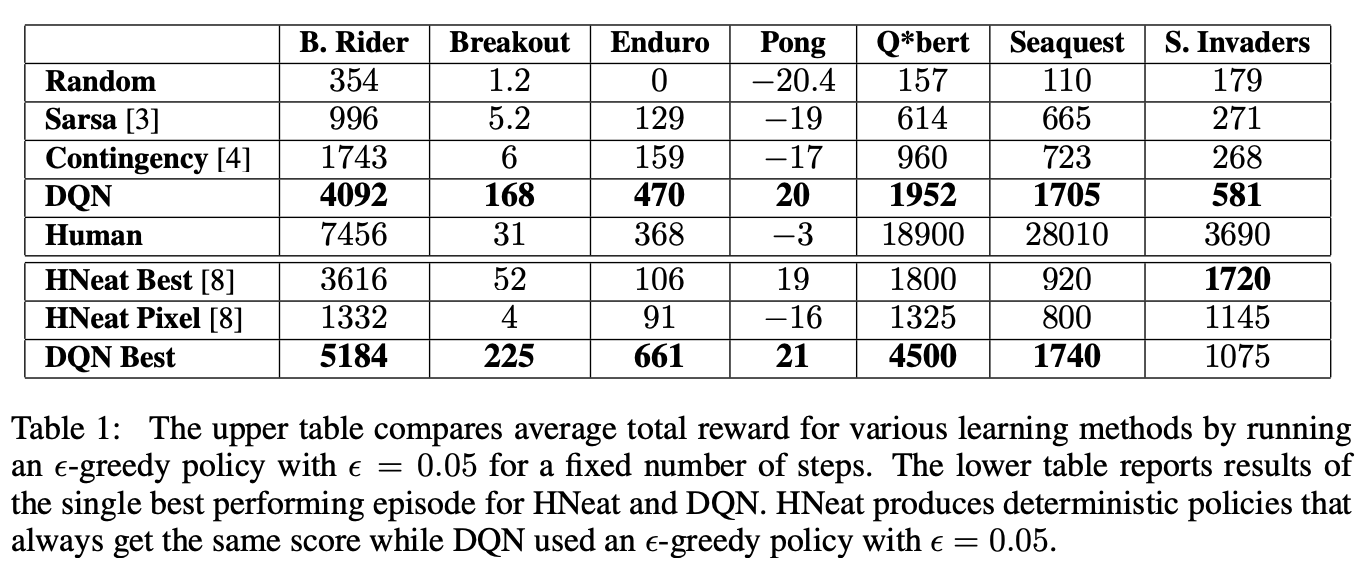 B. Rider Breakout Enduro Pong Q*bert Seaquest S. Invaders
Random 354 1.2 0 −20.4 157 110 179
Sarsa [3] 996 5.2 129 −19 614 665 271
Contingency [4] 1743 6 159 −17 960 723 268
DQN 4092 168 470 20 1952 1705 581
Human 7456 31 368 −3 18900 28010 3690
HNeat Best [8] 3616 52 106 19 1800 920 1720
HNeat Pixel [8] 1332 4 91 −16 1325 800 1145
DQN Best 5184 225 661 21 4500 1740 1075
Table 1: The upper table compares average total reward for various learning methods by running
an ϵ-greedy policy with ϵ = 0.05 for a fixed number of steps. The lower table reports results of
the single best performing episode for HNeat and DQN. HNeat produces deterministic policies that
always get the same score while DQN used an ϵ-greedy policy with ϵ = 0.05.